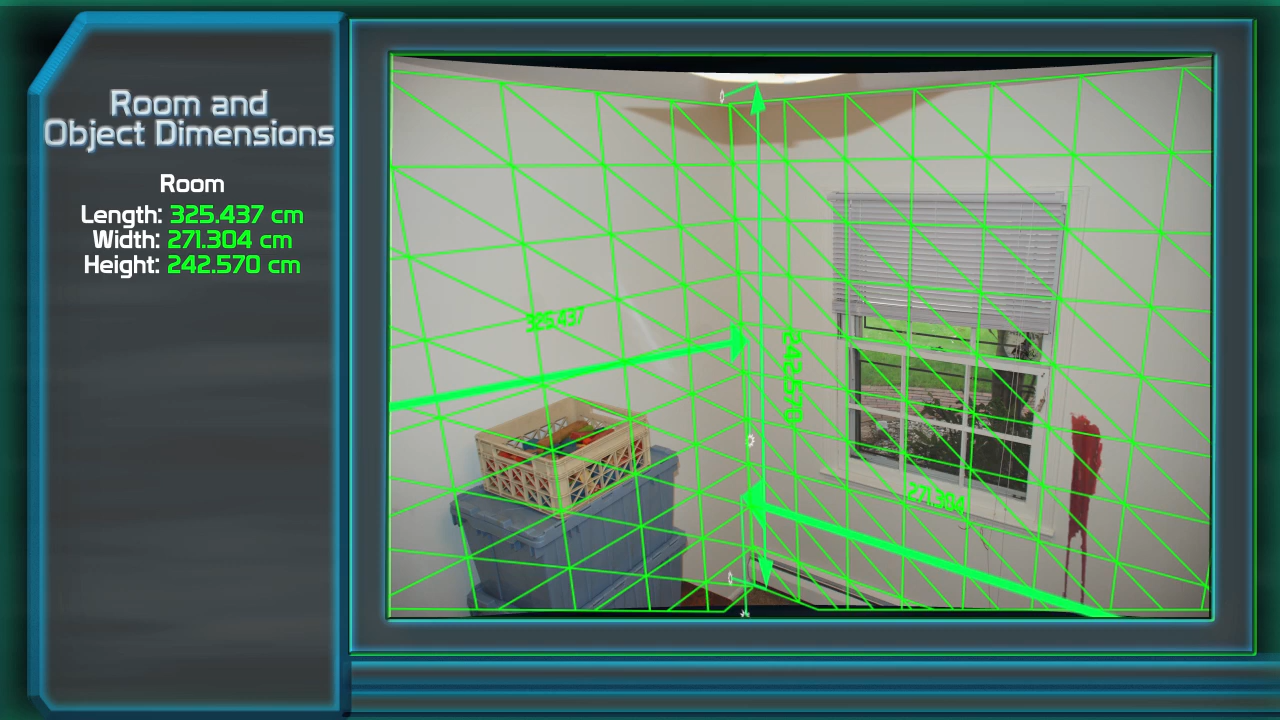 Room and
Object Dimensions
Room
Length: 325.437 cm
Width: 271.304 cm
Height: 242.570 cm
325.437
242.570
271.304